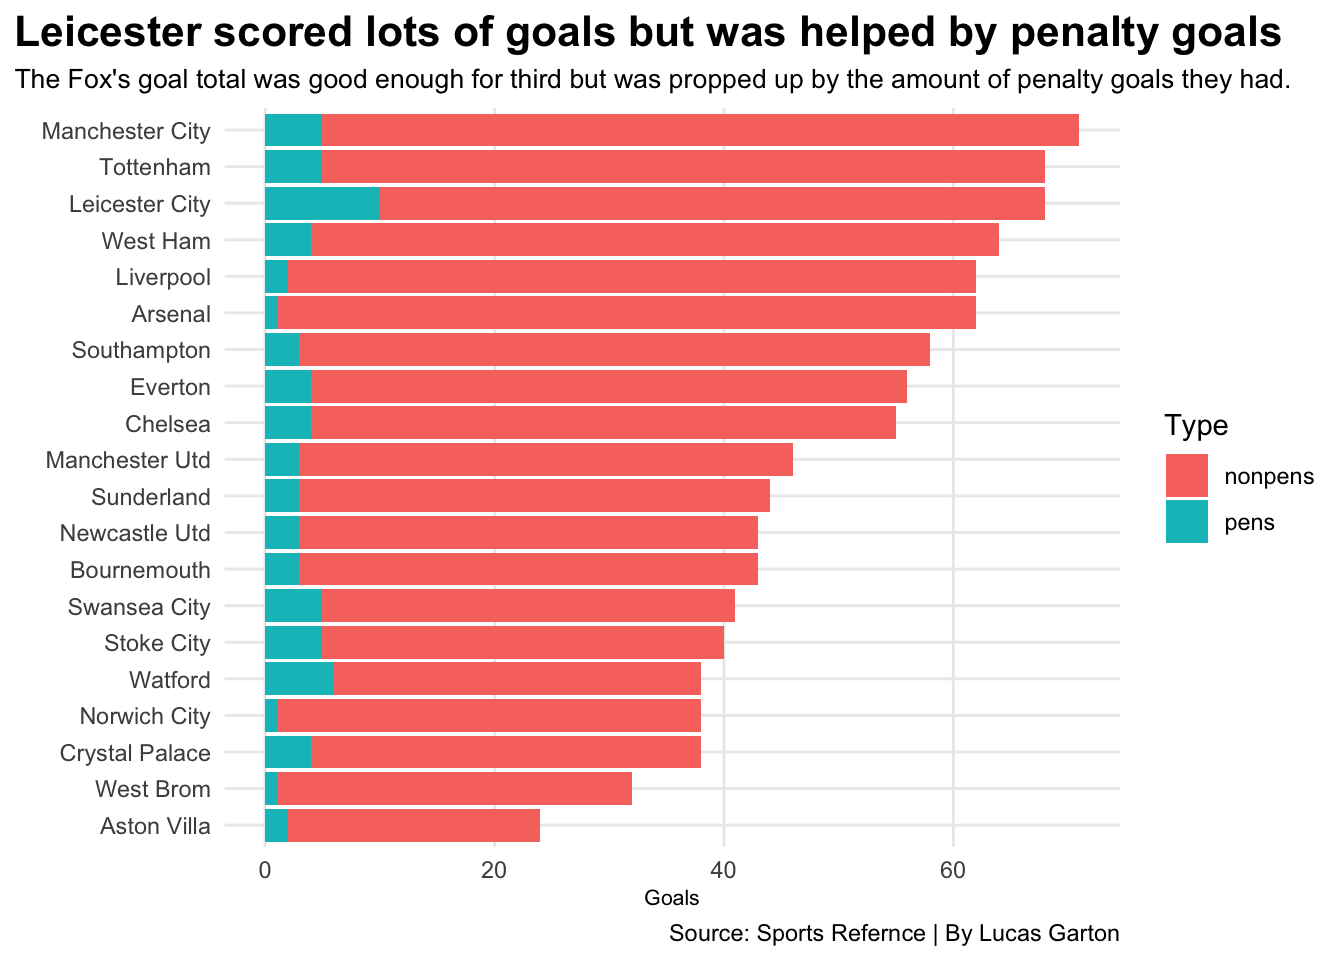 Leicester scored lots of goals but was helped by penalty goals
The Fox's goal total was good enough for third but was propped up by the amount of penalty goals they had.
Manchester City
Tottenham
Leicester City
West Ham
Liverpool
Arsenal
Southampton
Everton
Chelsea
Manchester Utd
Sunderland
Newcastle Utd
Bournemouth
Swansea City
Stoke City
Watford
Norwich City
Crystal Palace
West Brom
Aston Villa
0 20 40 60
Goals
Type
nonpens
pens
Source: Sports Refernce | By Lucas Garton